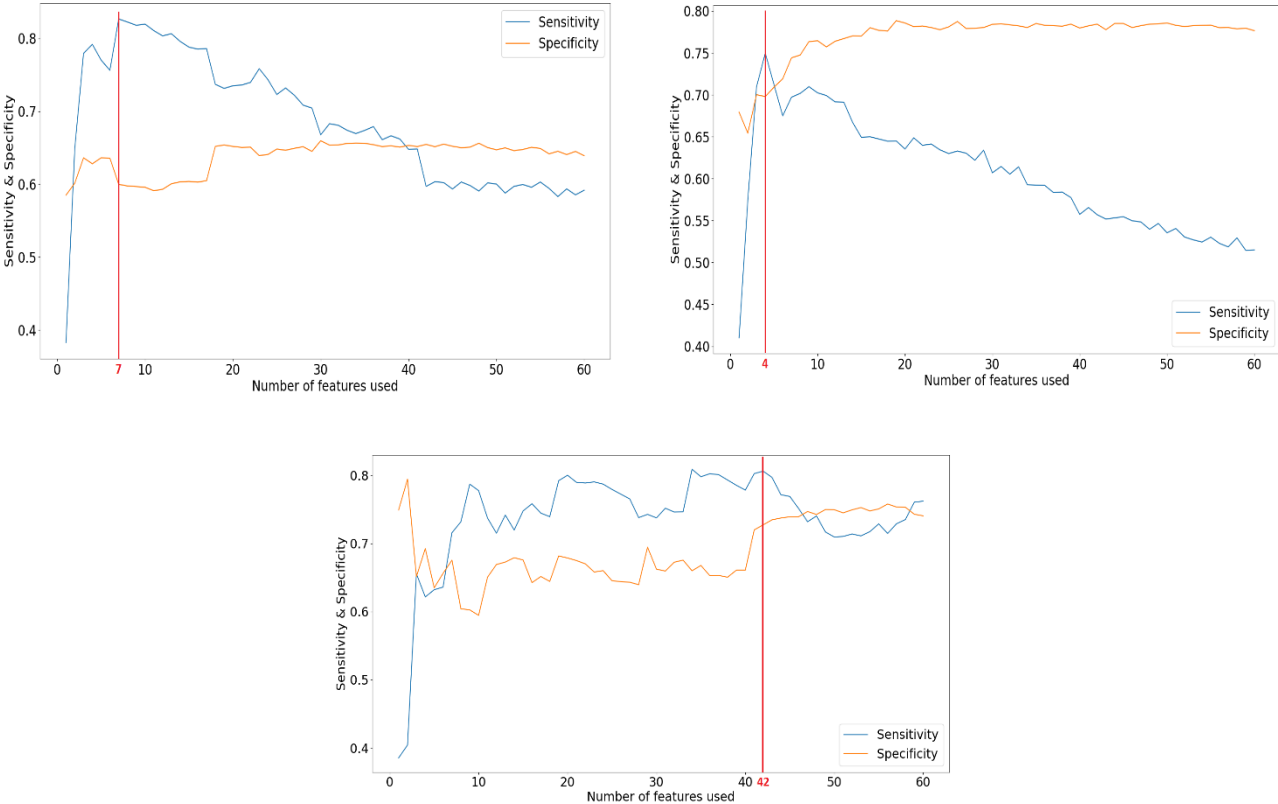 Sensitivity & Specificity
0.8
0.7
0.6
0.5
0.4
Sensitivity
Specificity
0 7 10 20 30 40 50 60
Number of features used
Sensitivity & Specificity
0.80
0.75
0.70
0.65
0.60
0.55
0.50
0.45
0.40
Sensitivity
Specificity
0 4 10 20 30 40 50 60
Number of features used
Sensitivity & Specificity
0.8
0.7
0.6
0.5
0.4
Sensitivity
Specificity
0 10 20 30 40 42 50 60
Number of features used